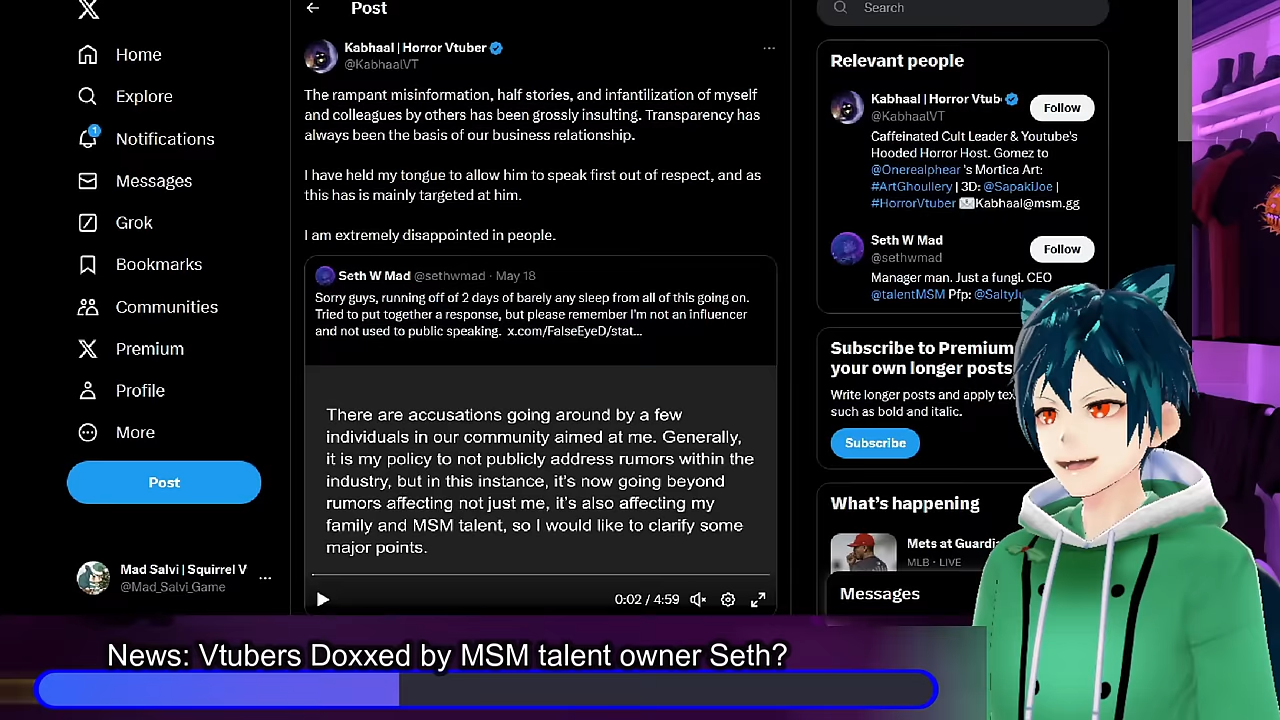 Post
Search
Home
Explore
1
Notifications
Messages
Grok
Bookmarks
Communities
Premium
Profile
More
Post
Mad Salvi | Squirrel V
@Mad_Salvi_Game
Kabhaal | Horror Vtuber
@KabhaalVT
The rampant misinformation, half stories, and infantilization of myself
and colleagues by others has been grossly insulting. Transparency has
always been the basis of our business relationship.
I have held my tongue to allow him to speak first out of respect, and as
this has is mainly targeted at him.
I am extremely disappointed in people.
Seth W Mad @sethwmad · May 18
Sorry guys, running off of 2 days of barely any sleep from all of this going on.
Tried to put together a response, but please remember I'm not an influencer
and not used to public speaking. x.com/FalseEyeD/stat...
There are accusations going around by a few
individuals in our community aimed at me. Generally,
it is my policy to not publicly address rumors within the
industry, but in this instance, it's now going beyond
rumors affecting not just me, it's also affecting my
family and MSM talent, so I would like to clarify some
major points.
0:02 / 4:59
Relevant people
Kabhaal | Horror Vtub
@KabhaalVT
Follow
Caffeinated Cult Leader & Youtube's
Hooded Horror Host. Gomez to
@Onerealphear 's Mortica Art:
#ArtGhoullery | 3D: @SapakiJoe |
#HorrorVtuber Kabhaal@msm.gg
Seth W Mad
@sethwmad
Follow
Manager man. Just a fungi. CEO
@talentMSM Pfp: @SaltyJu
Subscribe to Premium
your own longer posts
Write longer posts and apply tex
such as bold and italic.
Subscribe
What's happening
Mets at Guardia
MLB · LIVE
Messages
News: Vtubers Doxxed by MSM talent owner Seth?